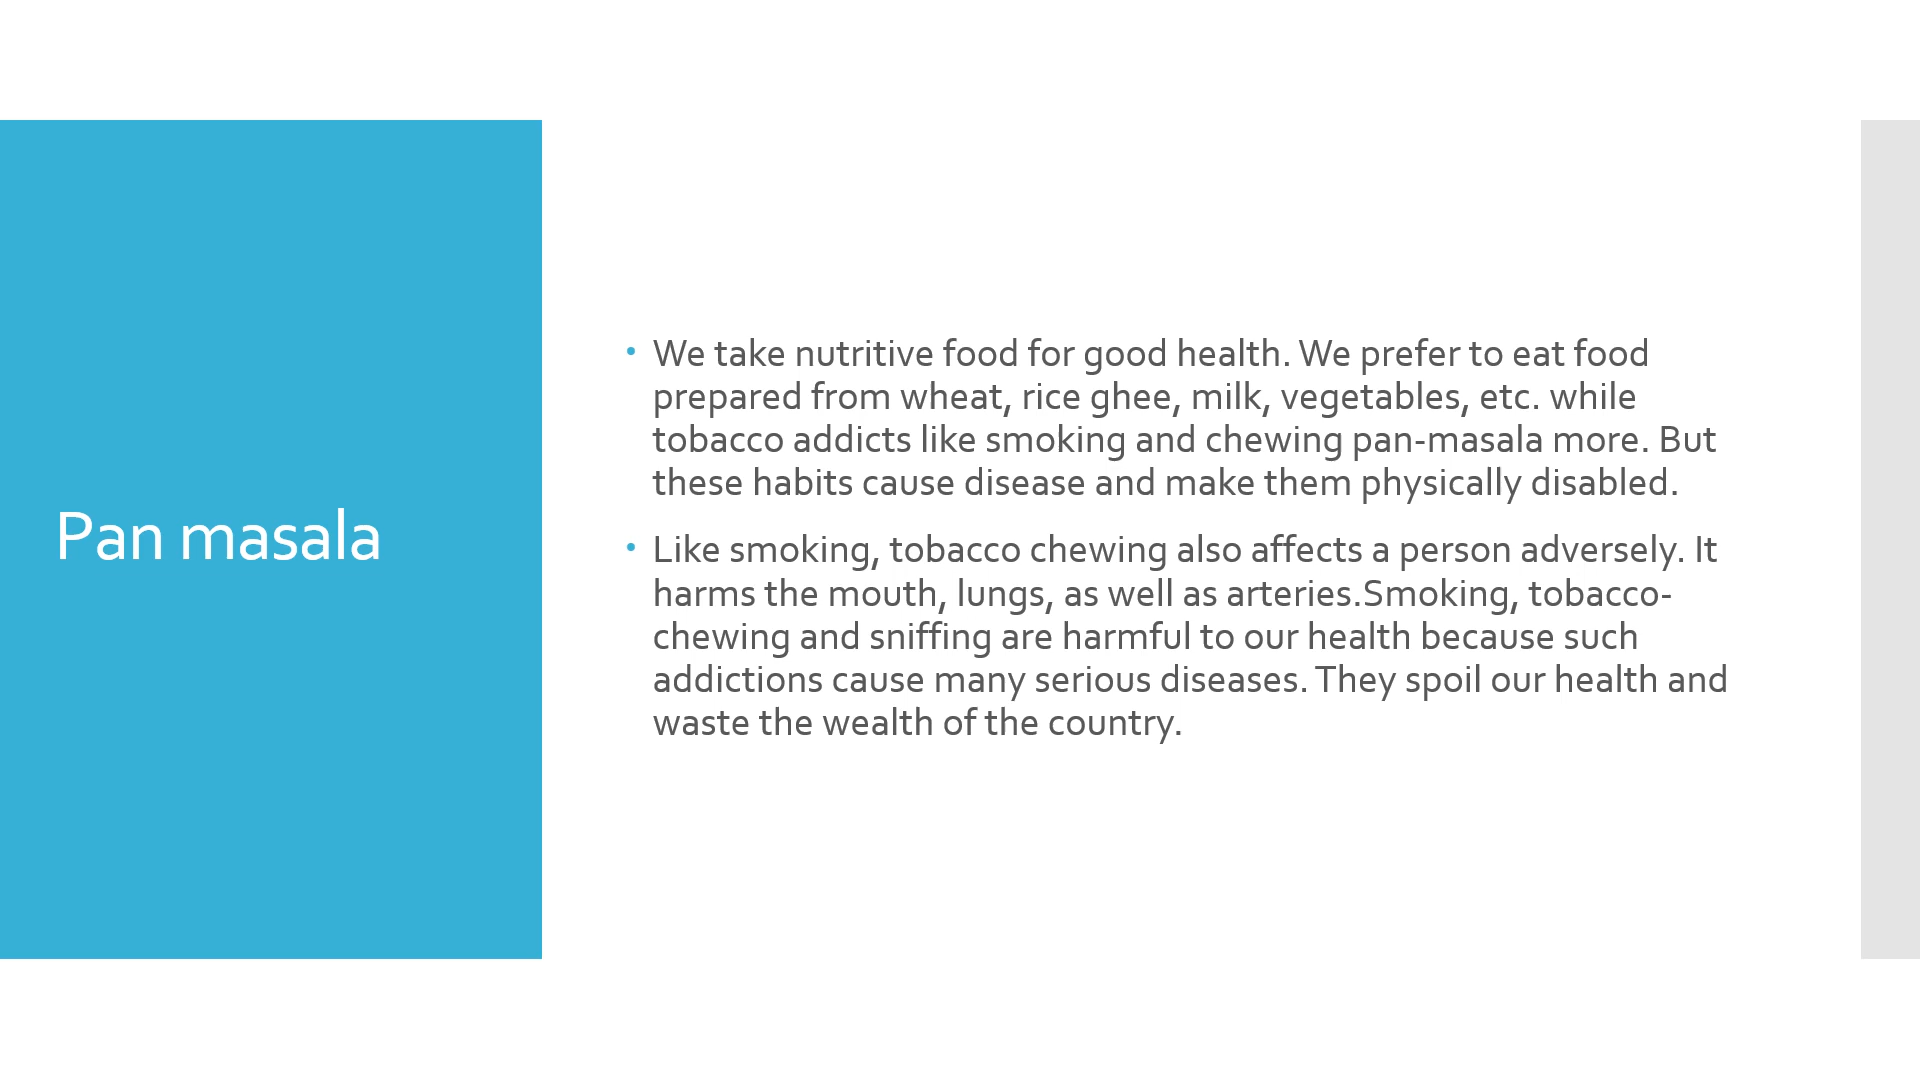 Pan masala
• We take nutritive food for good health. We prefer to eat food
prepared from wheat, rice ghee, milk, vegetables, etc. while
tobacco addicts like smoking and chewing pan-masala more. But
these habits cause disease and make them physically disabled.
• Like smoking, tobacco chewing also affects a person adversely. It
harms the mouth, lungs, as well as arteries.Smoking, tobacco-
chewing and sniffing are harmful to our health because such
addictions cause many serious diseases. They spoil our health and
waste the wealth of the country.